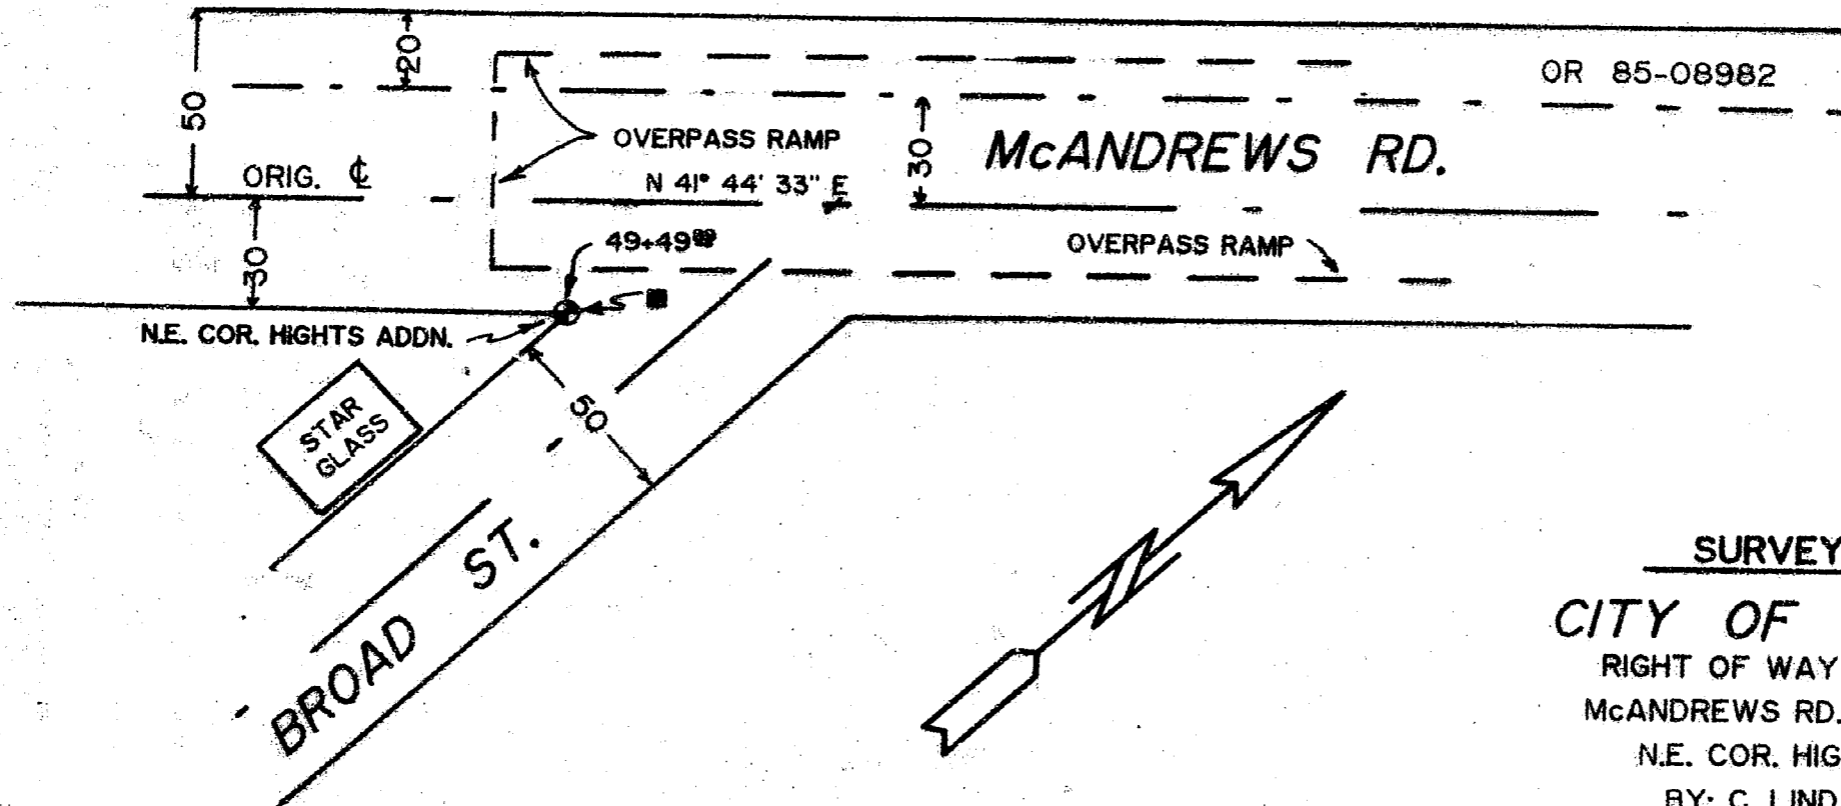 20
50
OR 85-08982
OVERPASS RAMP
30
McANDREWS RD.
ORIG. ℄
N 41° 44' 33" E
49+49
OVERPASS RAMP
30
N.E. COR. HIGHTS ADDN.
STAR
GLASS
50
BROAD ST.
N
SURVEY
CITY OF
RIGHT OF WAY
McANDREWS RD.
N.E. COR. HIG
BY: C. LIND